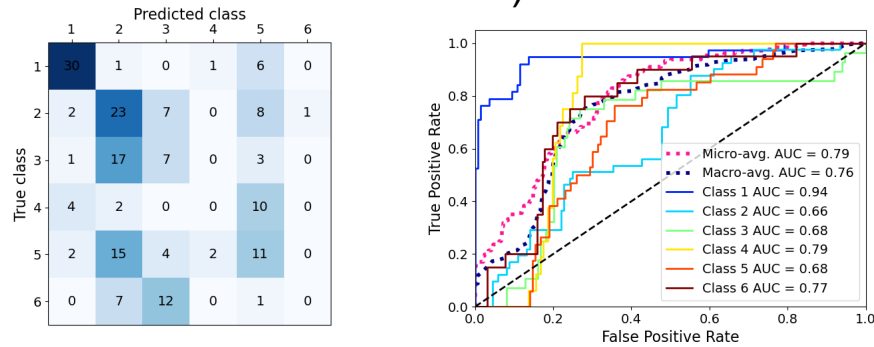 )
Predicted class
1 2 3 4 5 6
1 30 1 0 1 6 0
2 2 23 7 0 8 1
3 1 17 7 0 3 0
4 4 2 0 0 10 0
5 2 15 4 2 11 0
6 0 7 12 0 1 0
True class
1.0
0.8
0.6
0.4
0.2
0.0
True Positive Rate
Micro-avg. AUC = 0.79
Macro-avg. AUC = 0.76
Class 1 AUC = 0.94
Class 2 AUC = 0.66
Class 3 AUC = 0.68
Class 4 AUC = 0.79
Class 5 AUC = 0.68
Class 6 AUC = 0.77
0.0 0.2 0.4 0.6 0.8 1.0
False Positive Rate